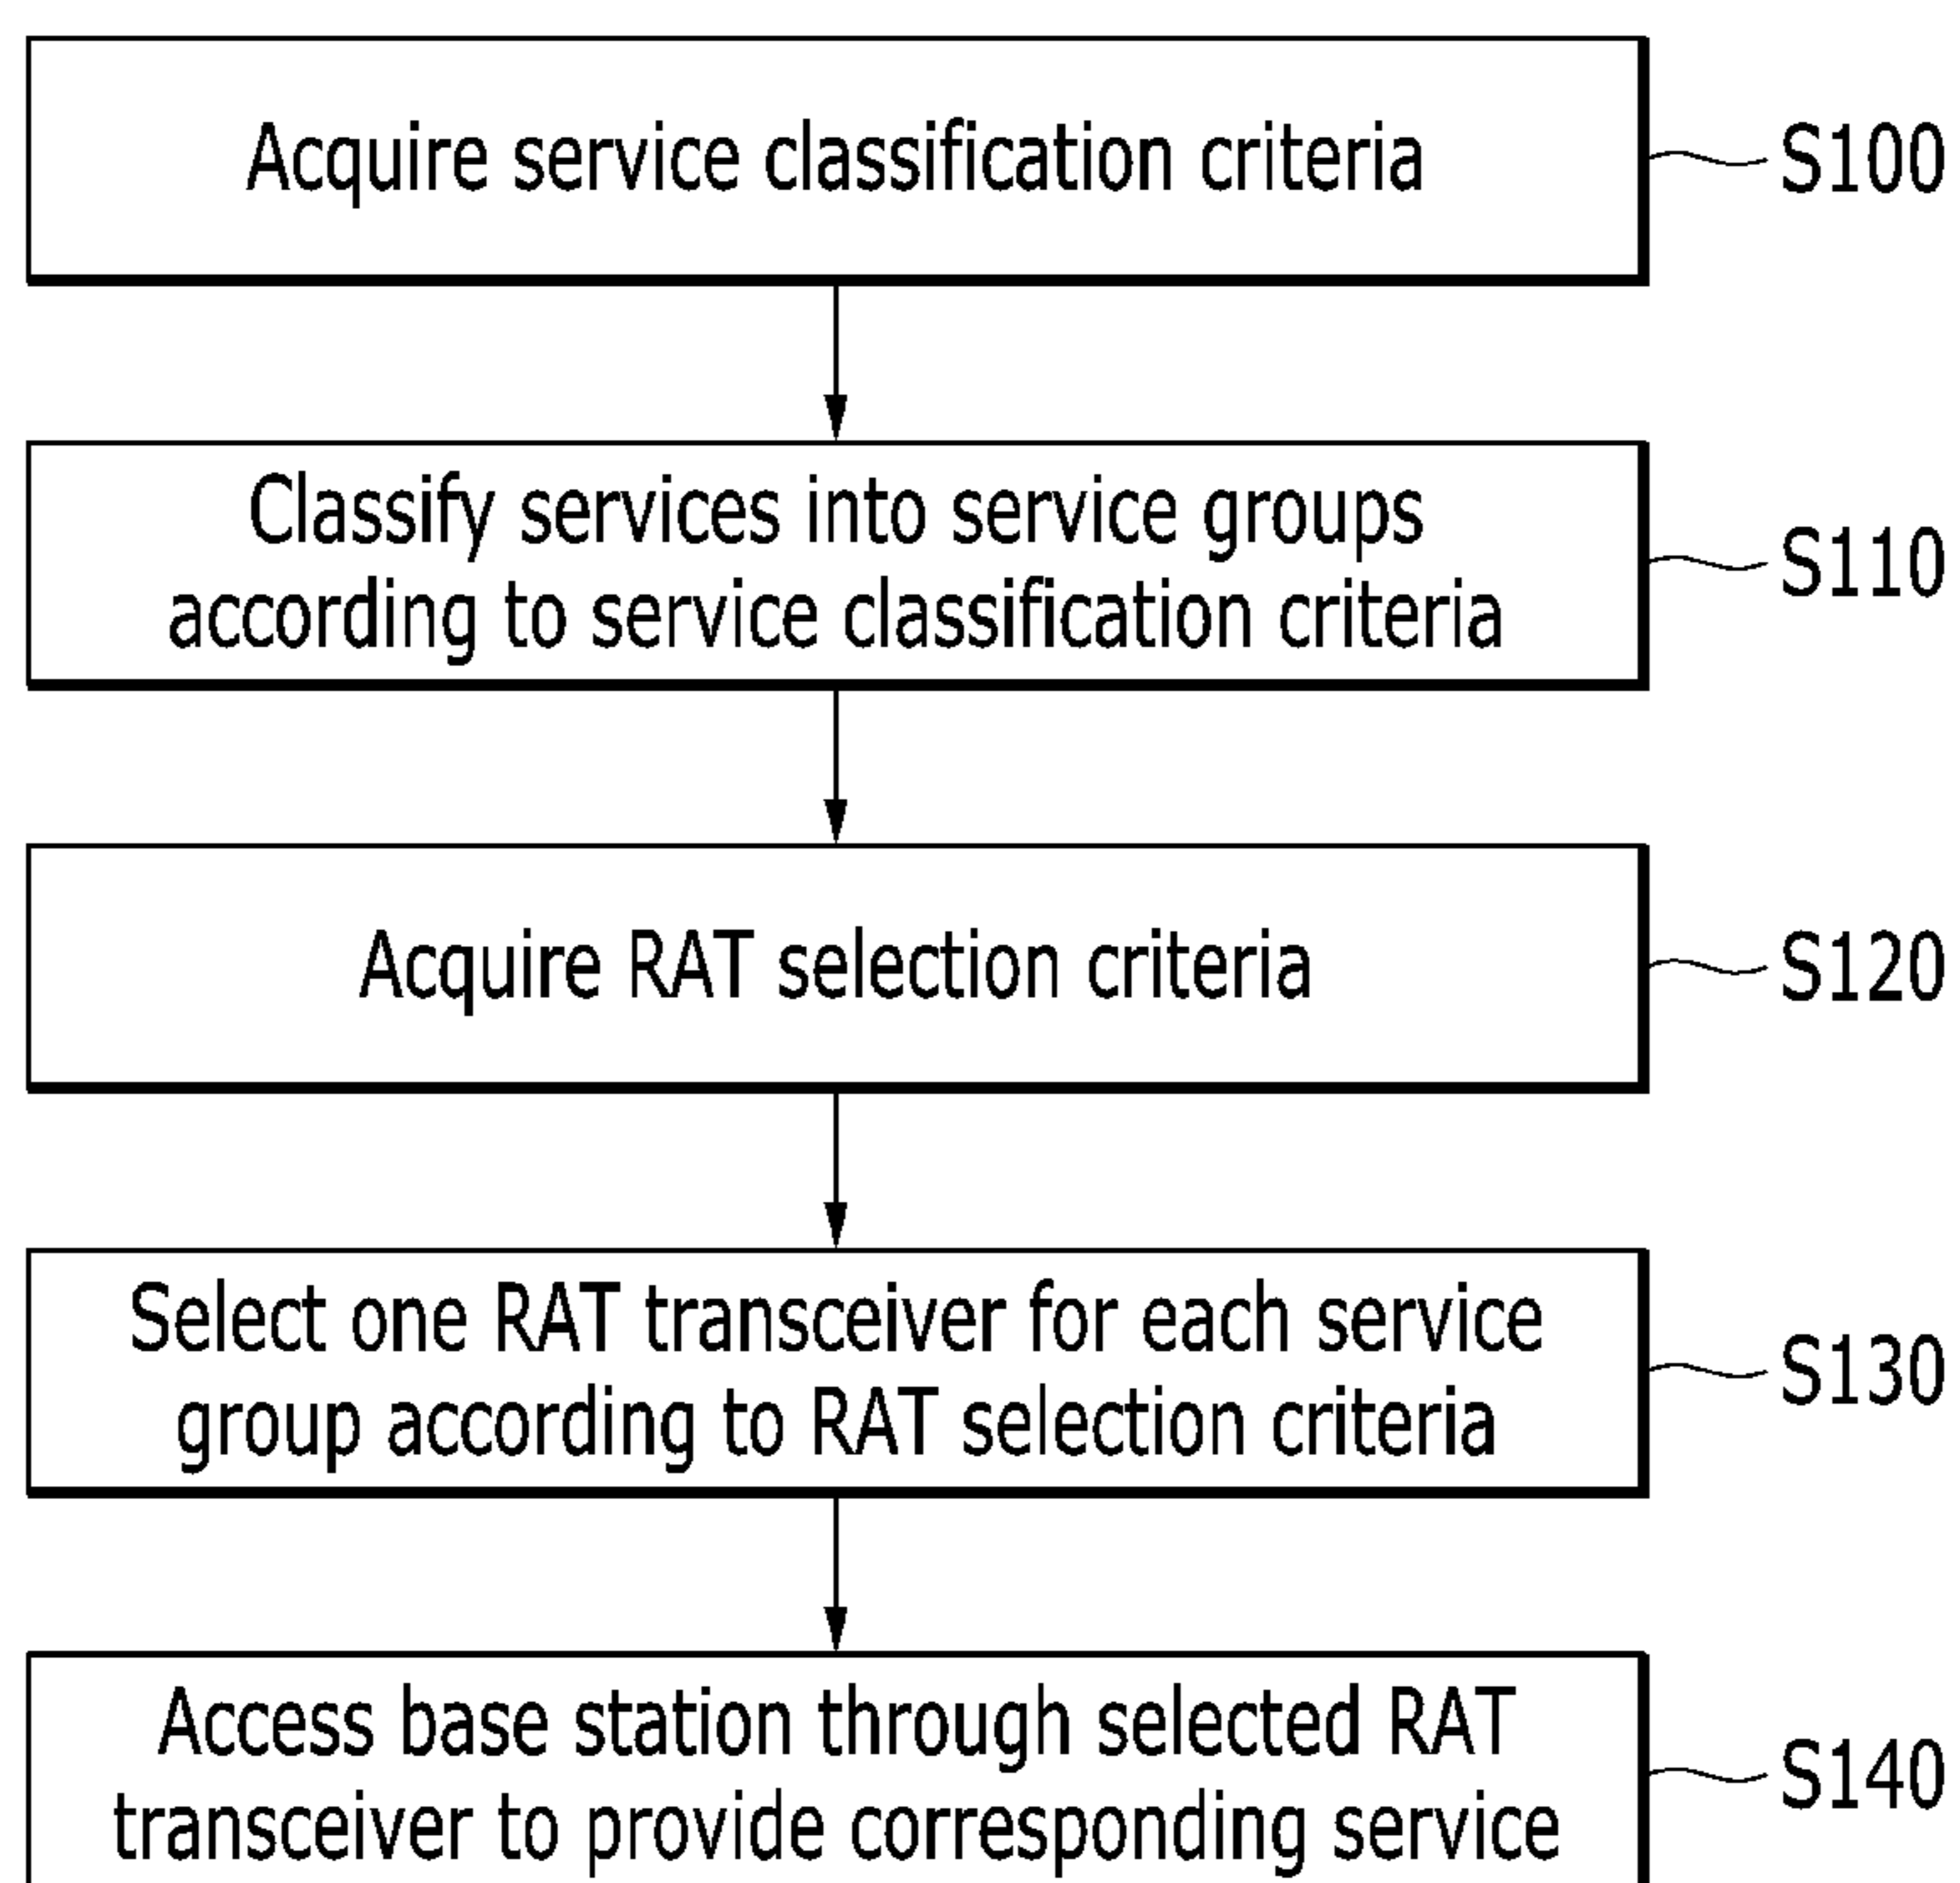 Acquire service classification criteria
S100
Classify services into service groups
according to service classification criteria
S110
Acquire RAT selection criteria
S120
Select one RAT transceiver for each service
group according to RAT selection criteria
S130
Access base station through selected RAT
transceiver to provide corresponding service
S140